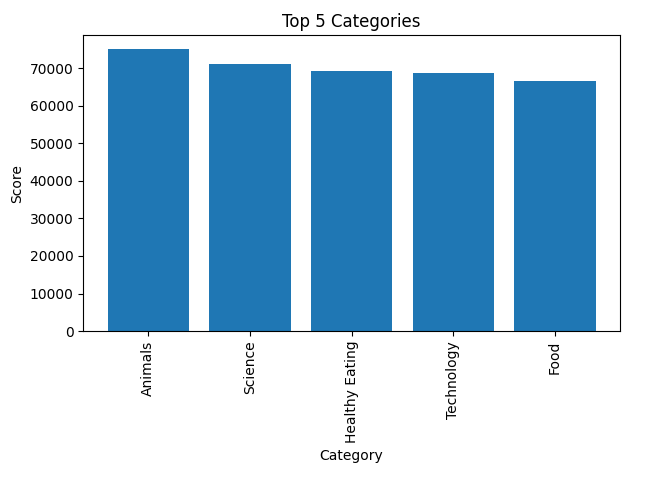 Top 5 Categories
Score
70000
60000
50000
40000
30000
20000
10000
0
Animals
Science
Healthy Eating
Technology
Food
Category